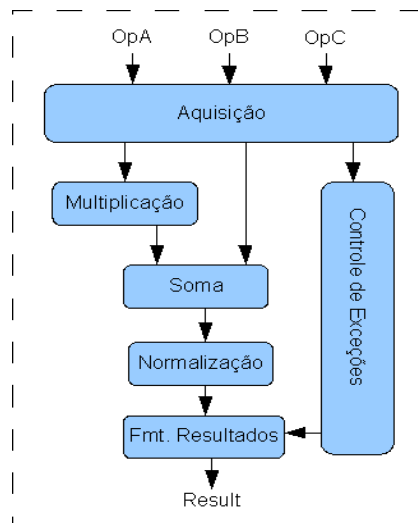 OpA
OpB
OpC
Aquisição
Multiplicação
Controle de Exceções
Soma
Normalização
Fmt. Resultados
Result